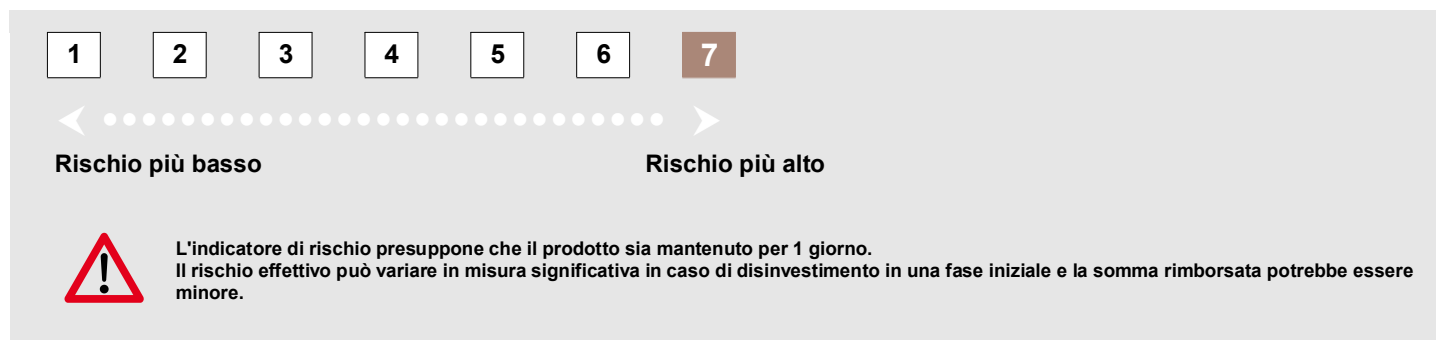 1 2 3 4 5 6 7
Rischio più basso Rischio più alto
L'indicatore di rischio presuppone che il prodotto sia mantenuto per 1 giorno.
Il rischio effettivo può variare in misura significativa in caso di disinvestimento in una fase iniziale e la somma rimborsata potrebbe essere
minore.